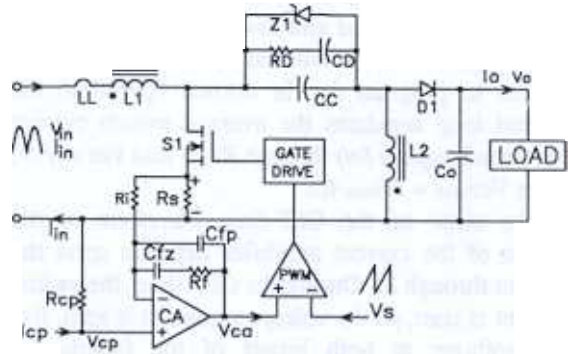 Z1
RD
CD
CC
LL
L1
D1
Io
Vo
Vin
Iin
S1
GATE
DRIVE
L2
Co
LOAD
Ri
Rs
Iin
Cfp
Cfz
Rf
Rcp
CA
PWM
Icp
Vcp
Vca
Vs